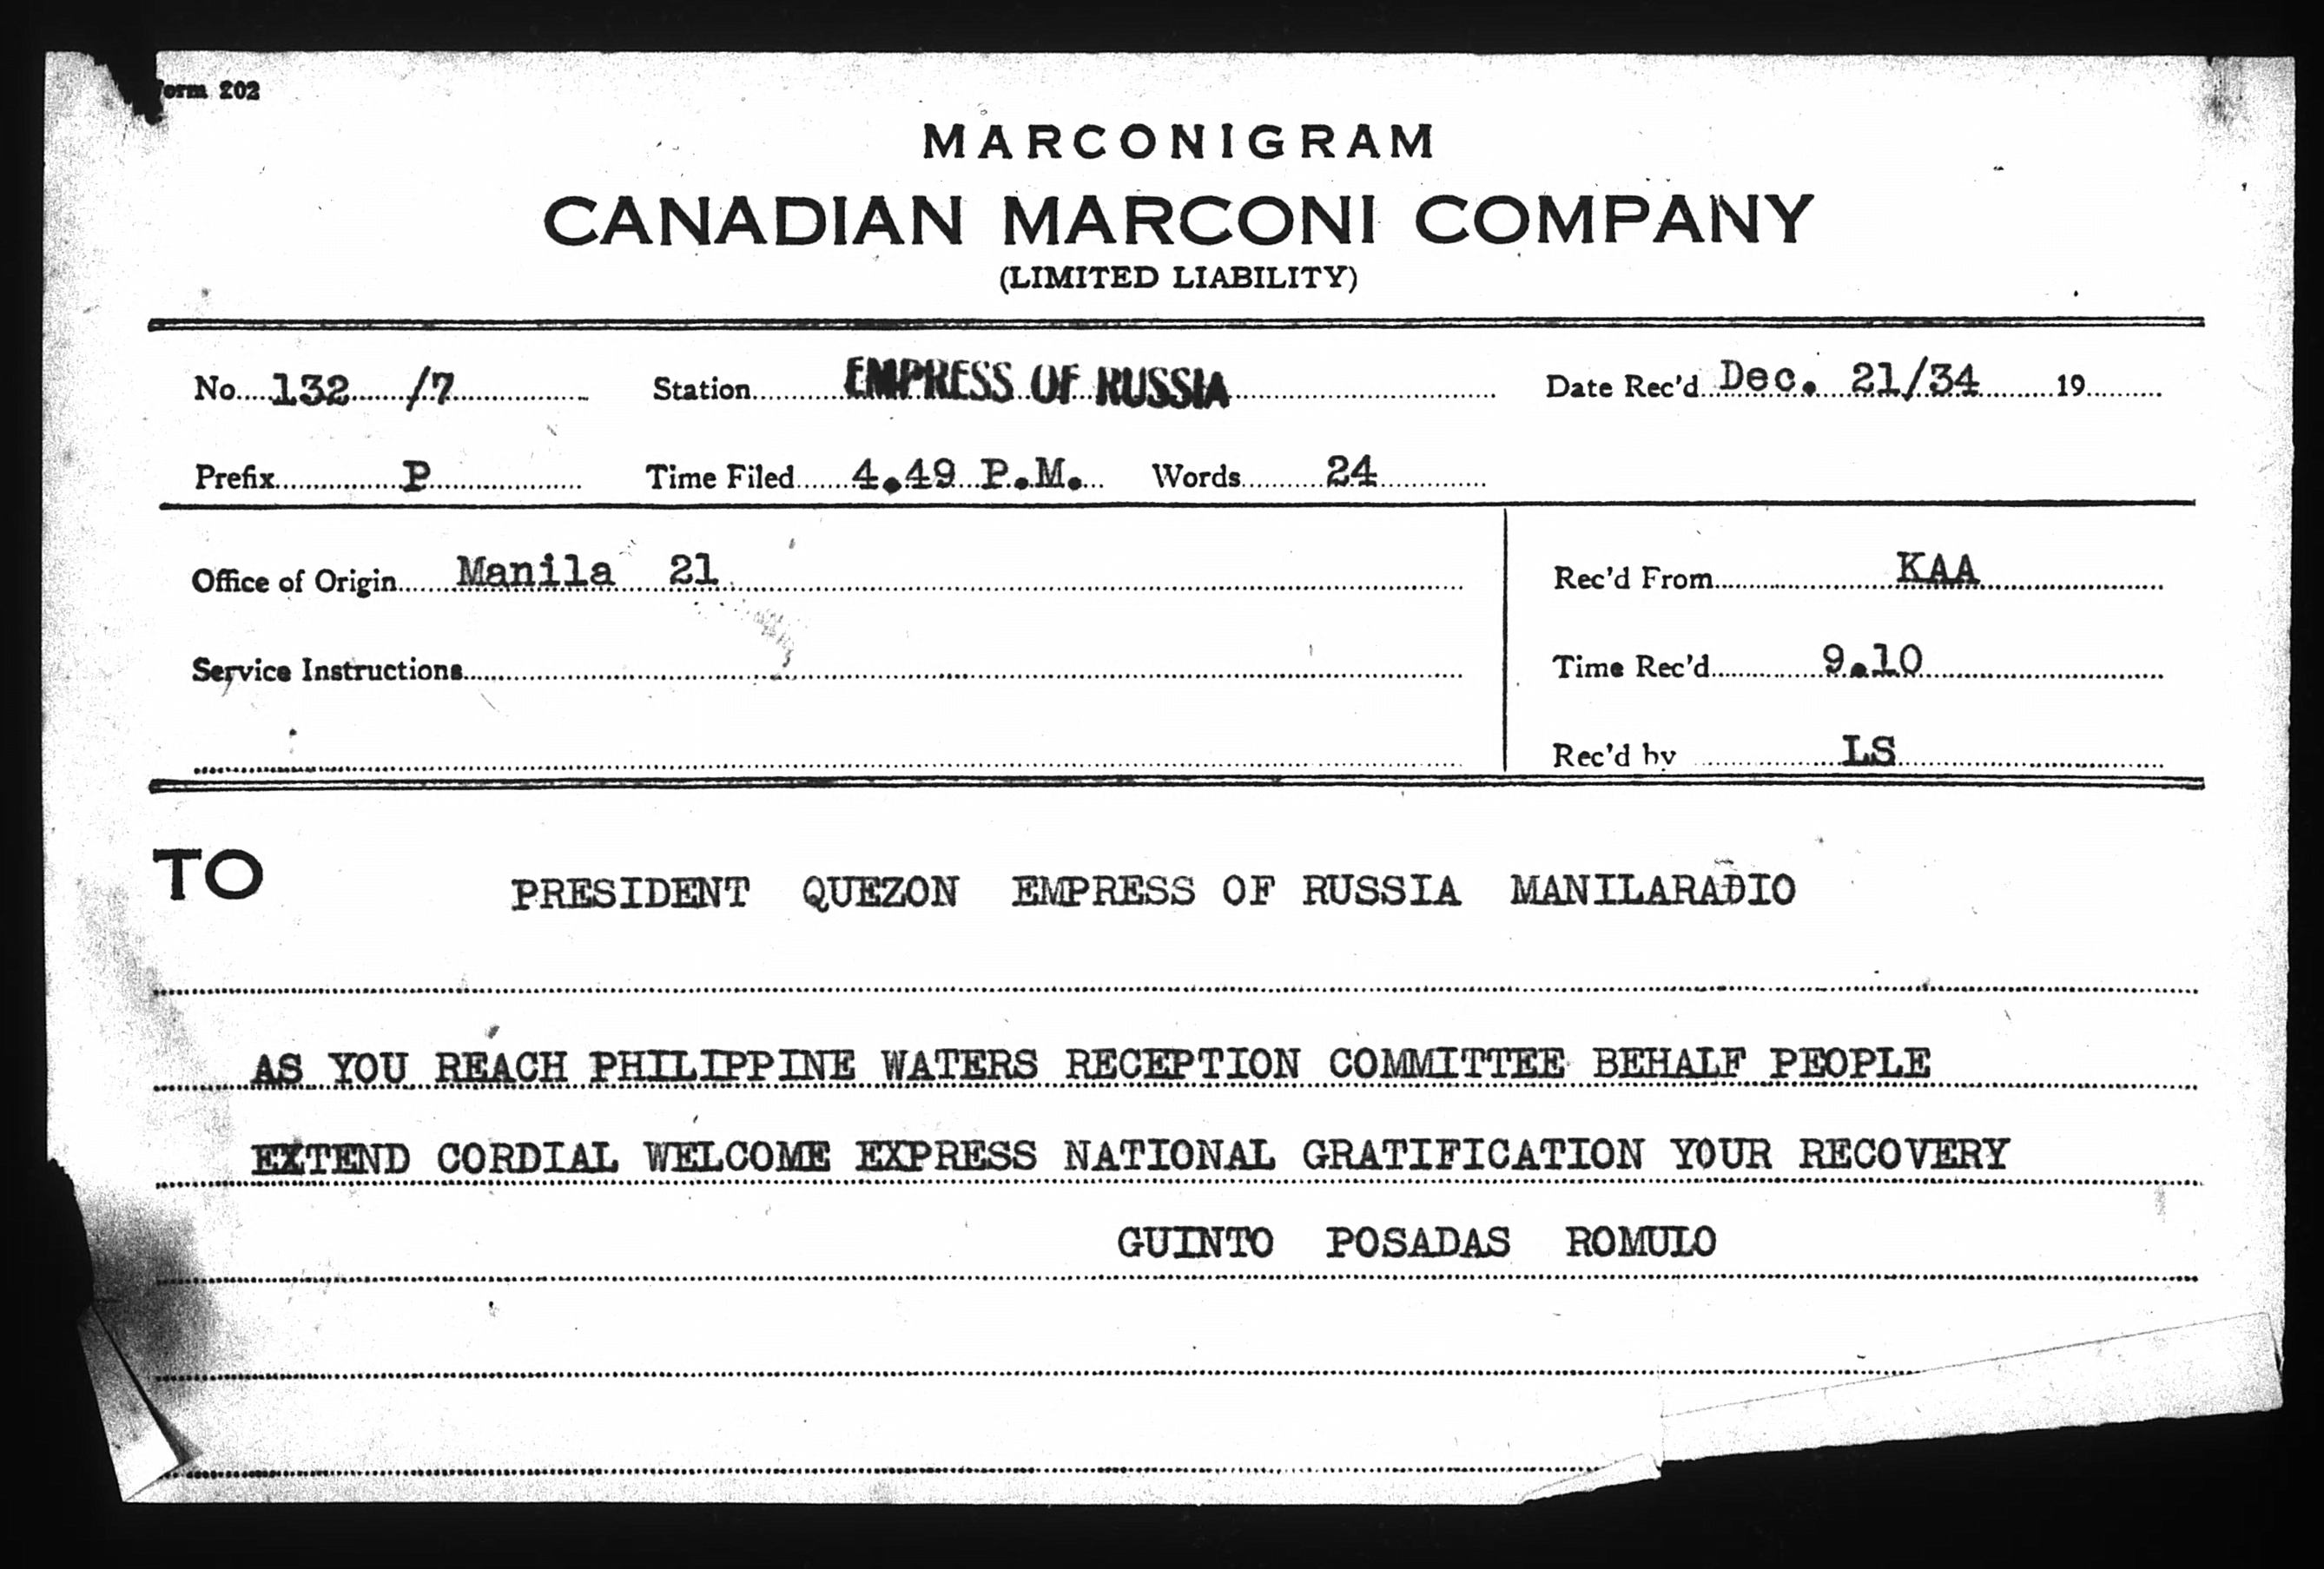 orm 202
MARCONIGRAM
CANADIAN MARCONI COMPANY
(LIMITED LIABILITY)
No....132....../7................ Station..........EMPRESS OF RUSSIA.............................. Date Rec'd..Dec. 21/34........19..........
Prefix................P.................... Time Filed......4.49 P.M... Words..........24..............
Office of Origin......Manila 21.......................... Rec'd From......................KAA....................
Service Instructions.................................................. Time Rec'd.............9.10..........................
Rec'd by ..................LS..........................
TO PRESIDENT QUEZON EMPRESS OF RUSSIA MANILARADIO
AS YOU REACH PHILIPPINE WATERS RECEPTION COMMITTEE BEHALF PEOPLE
EXTEND CORDIAL WELCOME EXPRESS NATIONAL GRATIFICATION YOUR RECOVERY
GUINTO POSADAS ROMULO